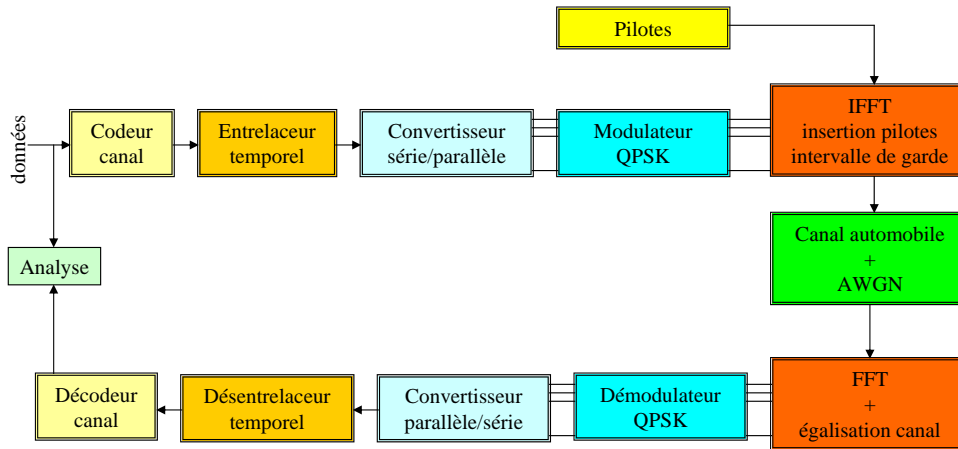 Pilotes
données
Codeur
canal
Entrelaceur
temporel
Convertisseur
série/parallèle
Modulateur
QPSK
IFFT
insertion pilotes
intervalle de garde
Canal automobile
+
AWGN
Analyse
Décodeur
canal
Désentrelaceur
temporel
Convertisseur
parallèle/série
Démodulateur
QPSK
FFT
+
égalisation canal